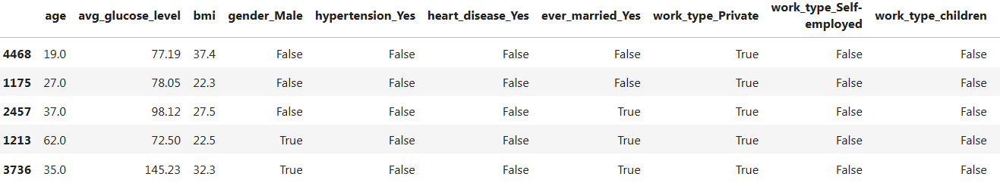 age avg_glucose_level bmi gender_Male hypertension_Yes heart_disease_Yes ever_married_Yes work_type_Private work_type_Self-employed work_type_children
4468 19.0 77.19 37.4 False False False False True False False
1175 27.0 78.05 22.3 False False False False True False False
2457 37.0 98.12 27.5 False False False True True False False
1213 62.0 72.50 22.5 True False False True True False False
3736 35.0 145.23 32.3 True False False True True False False